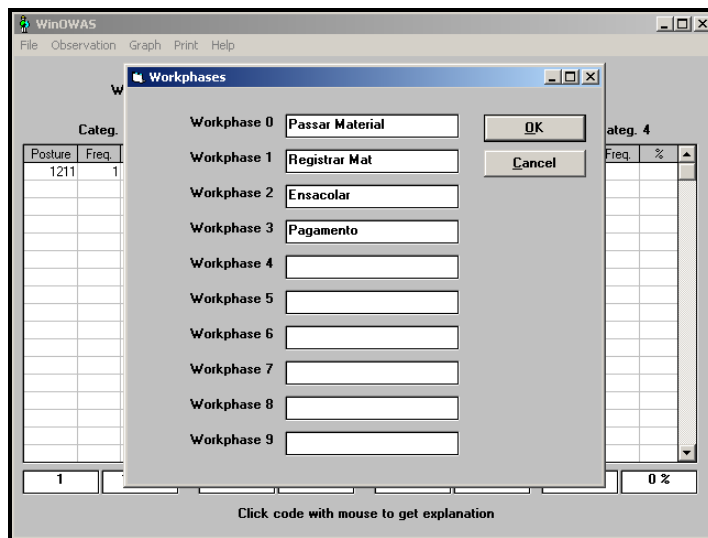 WinOWAS
File Observation Graph Print Help
Workphases
W
Categ.
ateg. 4
Posture Freq.
Freq. %
1211 1
Workphase 0 Passar Material
Workphase 1 Registrar Mat
Workphase 2 Ensacolar
Workphase 3 Pagamento
Workphase 4
Workphase 5
Workphase 6
Workphase 7
Workphase 8
Workphase 9
OK
Cancel
1
0 %
Click code with mouse to get explanation